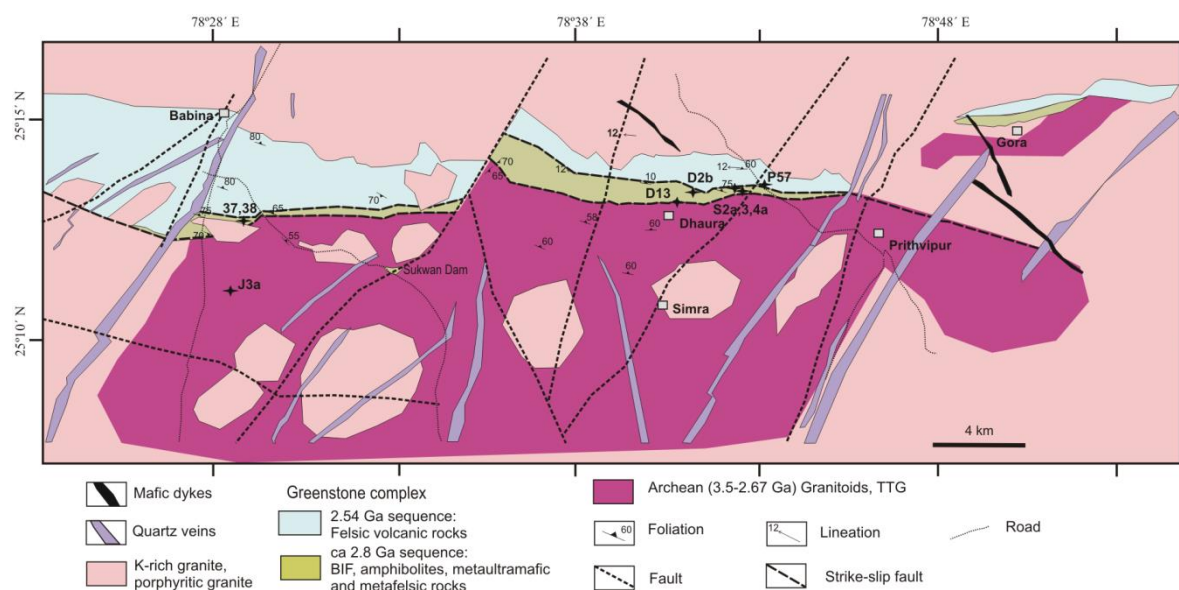 78°28´ E 78°38´ E 78°48´ E
25°15´ N
25°10´ N
Babina
80
12
Gora
70
65
12
10
12
60
D2b
P57
75
D13
S2a,3,4a
80
70
75
37,38
65
Dhaura
58
60
55
70
60
Prithvipur
Sukwan Dam
60
J3a
Simra
4 km
Mafic dykes
Quartz veins
K-rich granite,
porphyritic granite
Greenstone complex
2.54 Ga sequence:
Felsic volcanic rocks
ca 2.8 Ga sequence:
BIF, amphibolites, metaultramafic
and metafelsic rocks
Archean (3.5-2.67 Ga) Granitoids, TTG
60
Foliation
12
Lineation
Road
Fault
Strike-slip fault